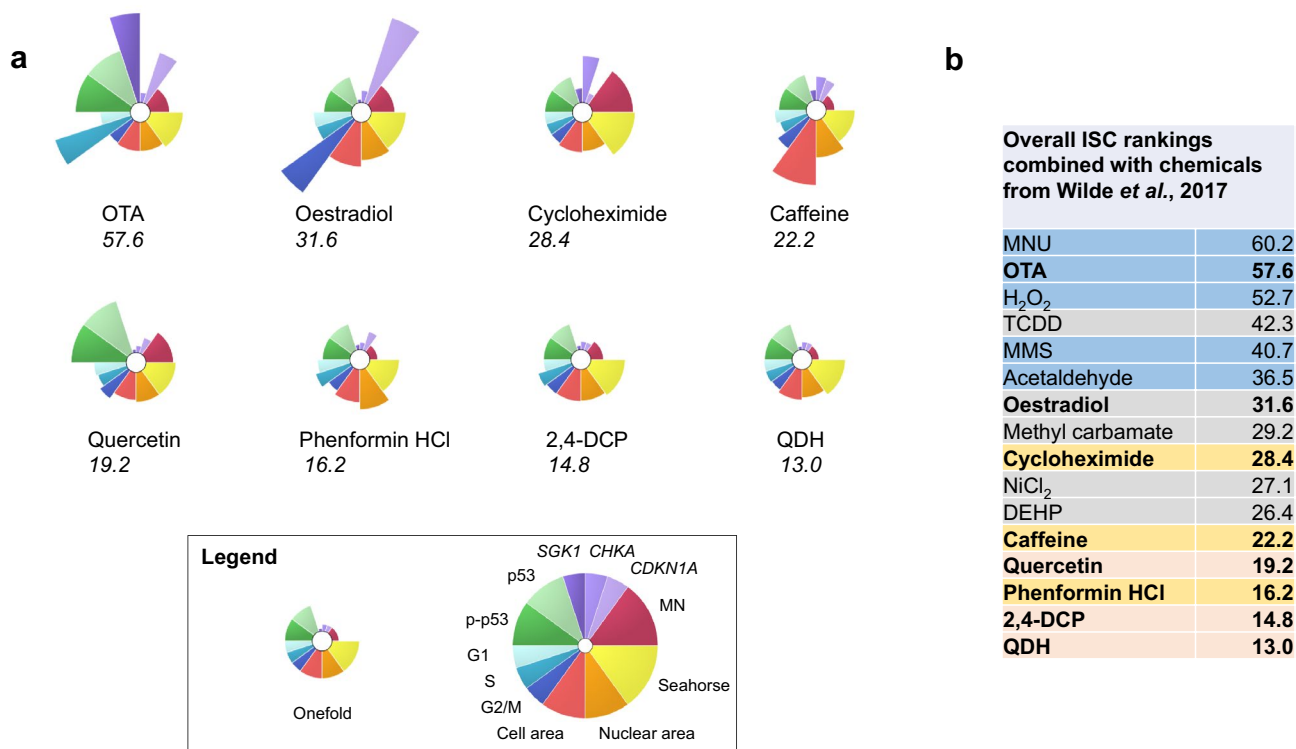 a
OTA
57.6
Oestradiol
31.6
Cycloheximide
28.4
Caffeine
22.2
Quercetin
19.2
Phenformin HCl
16.2
2,4-DCP
14.8
QDH
13.0
Legend
Onefold
SGK1 CHKA
CDKN1A
p53
MN
p-p53
G1
S
Seahorse
G2/M
Cell area Nuclear area
b
Overall ISC rankings
combined with chemicals
from Wilde et al., 2017
MNU 60.2
OTA 57.6
H2O2 52.7
TCDD 42.3
MMS 40.7
Acetaldehyde 36.5
Oestradiol 31.6
Methyl carbamate 29.2
Cycloheximide 28.4
NiCl2 27.1
DEHP 26.4
Caffeine 22.2
Quercetin 19.2
Phenformin HCl 16.2
2,4-DCP 14.8
QDH 13.0